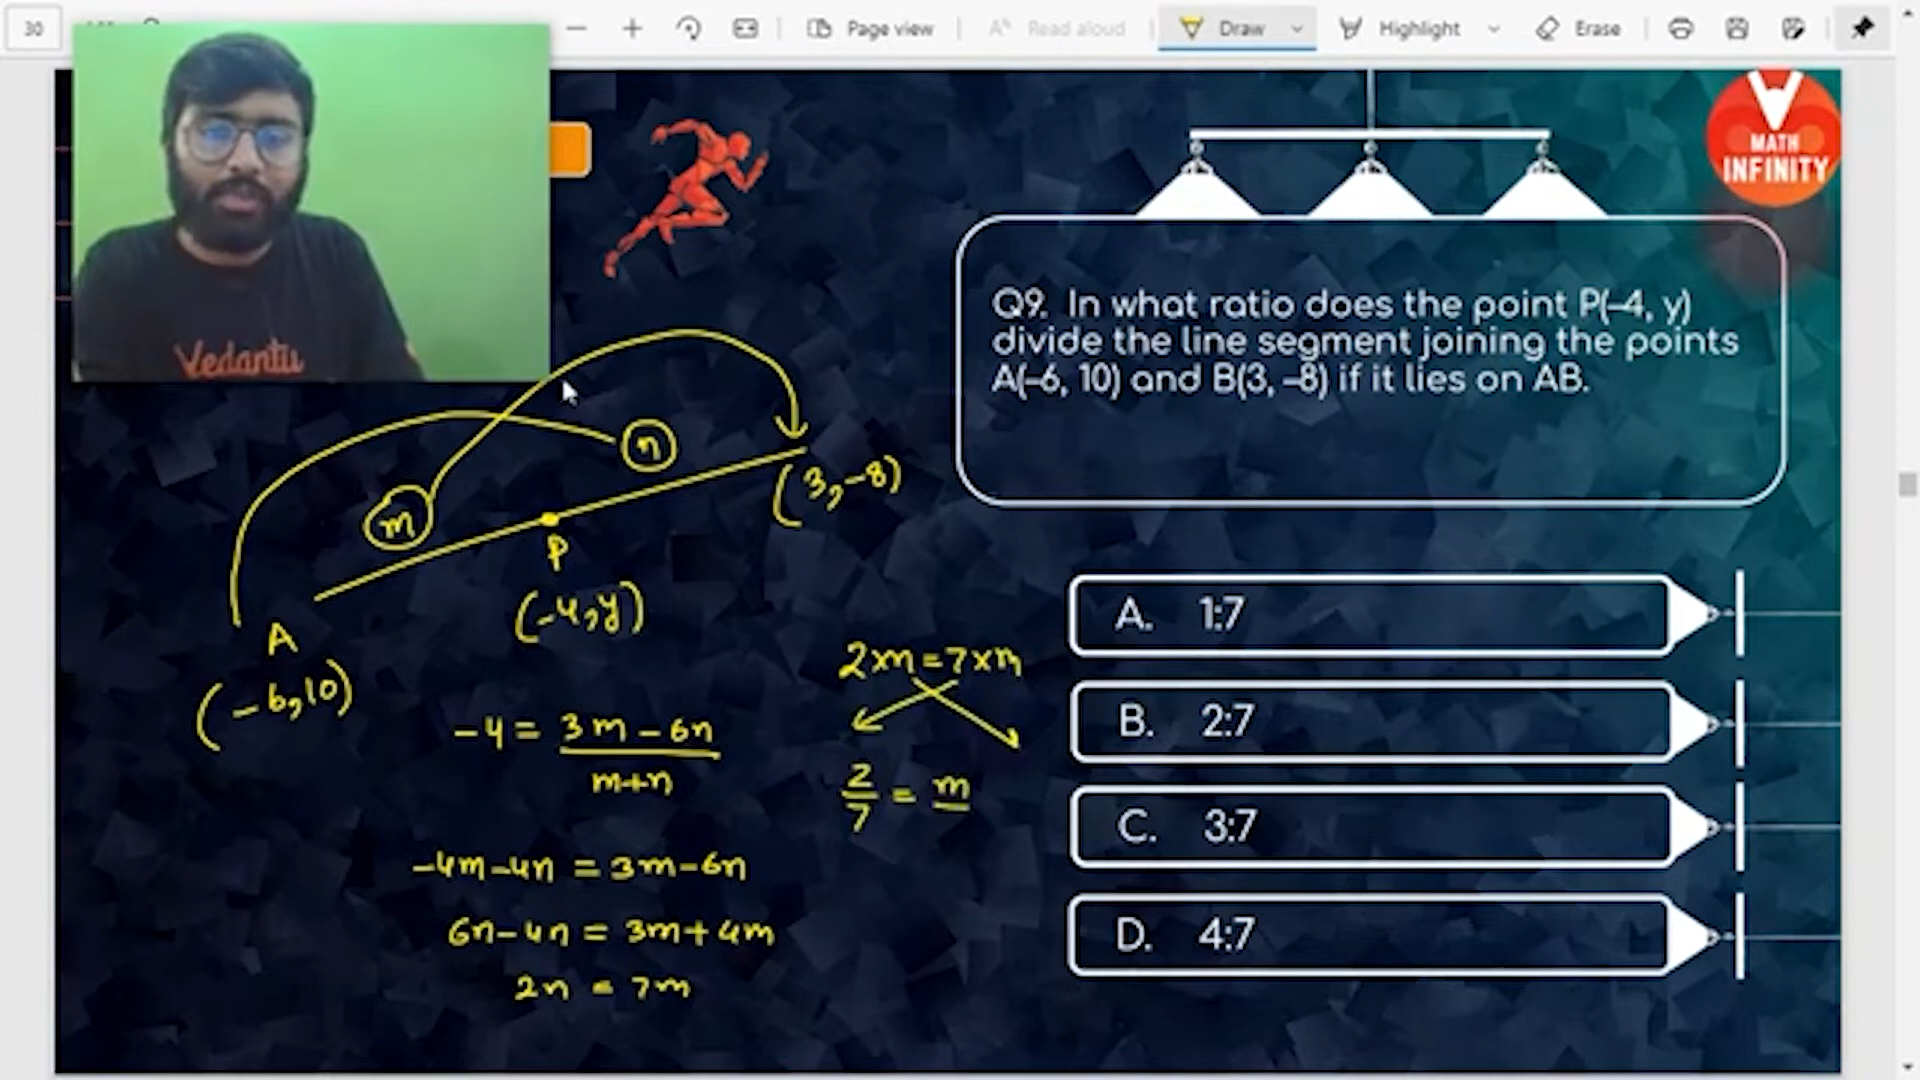 30
Page view
Read aloud
Draw
Highlight
Erase
MATH
INFINITY
Vedantu
Q9. In what ratio does the point P(–4, y)
divide the line segment joining the points
A(–6, 10) and B(3, –8) if it lies on AB.
n
m
(3,-8)
P
(-4,y)
A
(-6,10)
-4 = 3m - 6n
m+n
-4m-4n = 3m-6n
6n-4n = 3m+4m
2n = 7m
2xn=7xm
2/7 = m
A. 1:7
B. 2:7
C. 3:7
D. 4:7